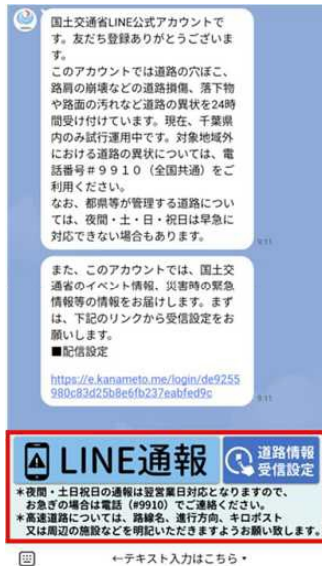 国土交通省LINE公式アカウントで
す。友だち登録ありがとうございま
す。
このアカウントでは道路の穴ぼこ、
路肩の崩壊などの道路損傷、落下物
や路面の汚れなど道路の異状を24時
間受け付けています。現在、千葉県
内のみ試行運用中です。対象地域外
における道路の異状については、電
話番号#9910（全国共通）をご
利用ください。
なお、都県等が管理する道路につい
ては、夜間・土・日・祝日は早急に
対応できない場合もあります。
9:11
また、このアカウントでは、国土交
通省のイベント情報、災害時の緊急
情報等の情報をお届けします。まず
は、下記のリンクから受信設定をお
願いします。
■配信設定
https://e.kanameto.me/login/de9255
980c83d25b8e6fb237eabfed9c
9:11
LINE通報
道路情報
受信設定
*夜間・土日祝日の通報は翌営業日対応となりますので、
お急ぎの場合は電話（#9910）でご連絡ください。
*高速道路については、路線名、進行方向、キロポスト
又は周辺の施設などを明記いただきますようお願い致します。
←テキスト入力はこちら▾